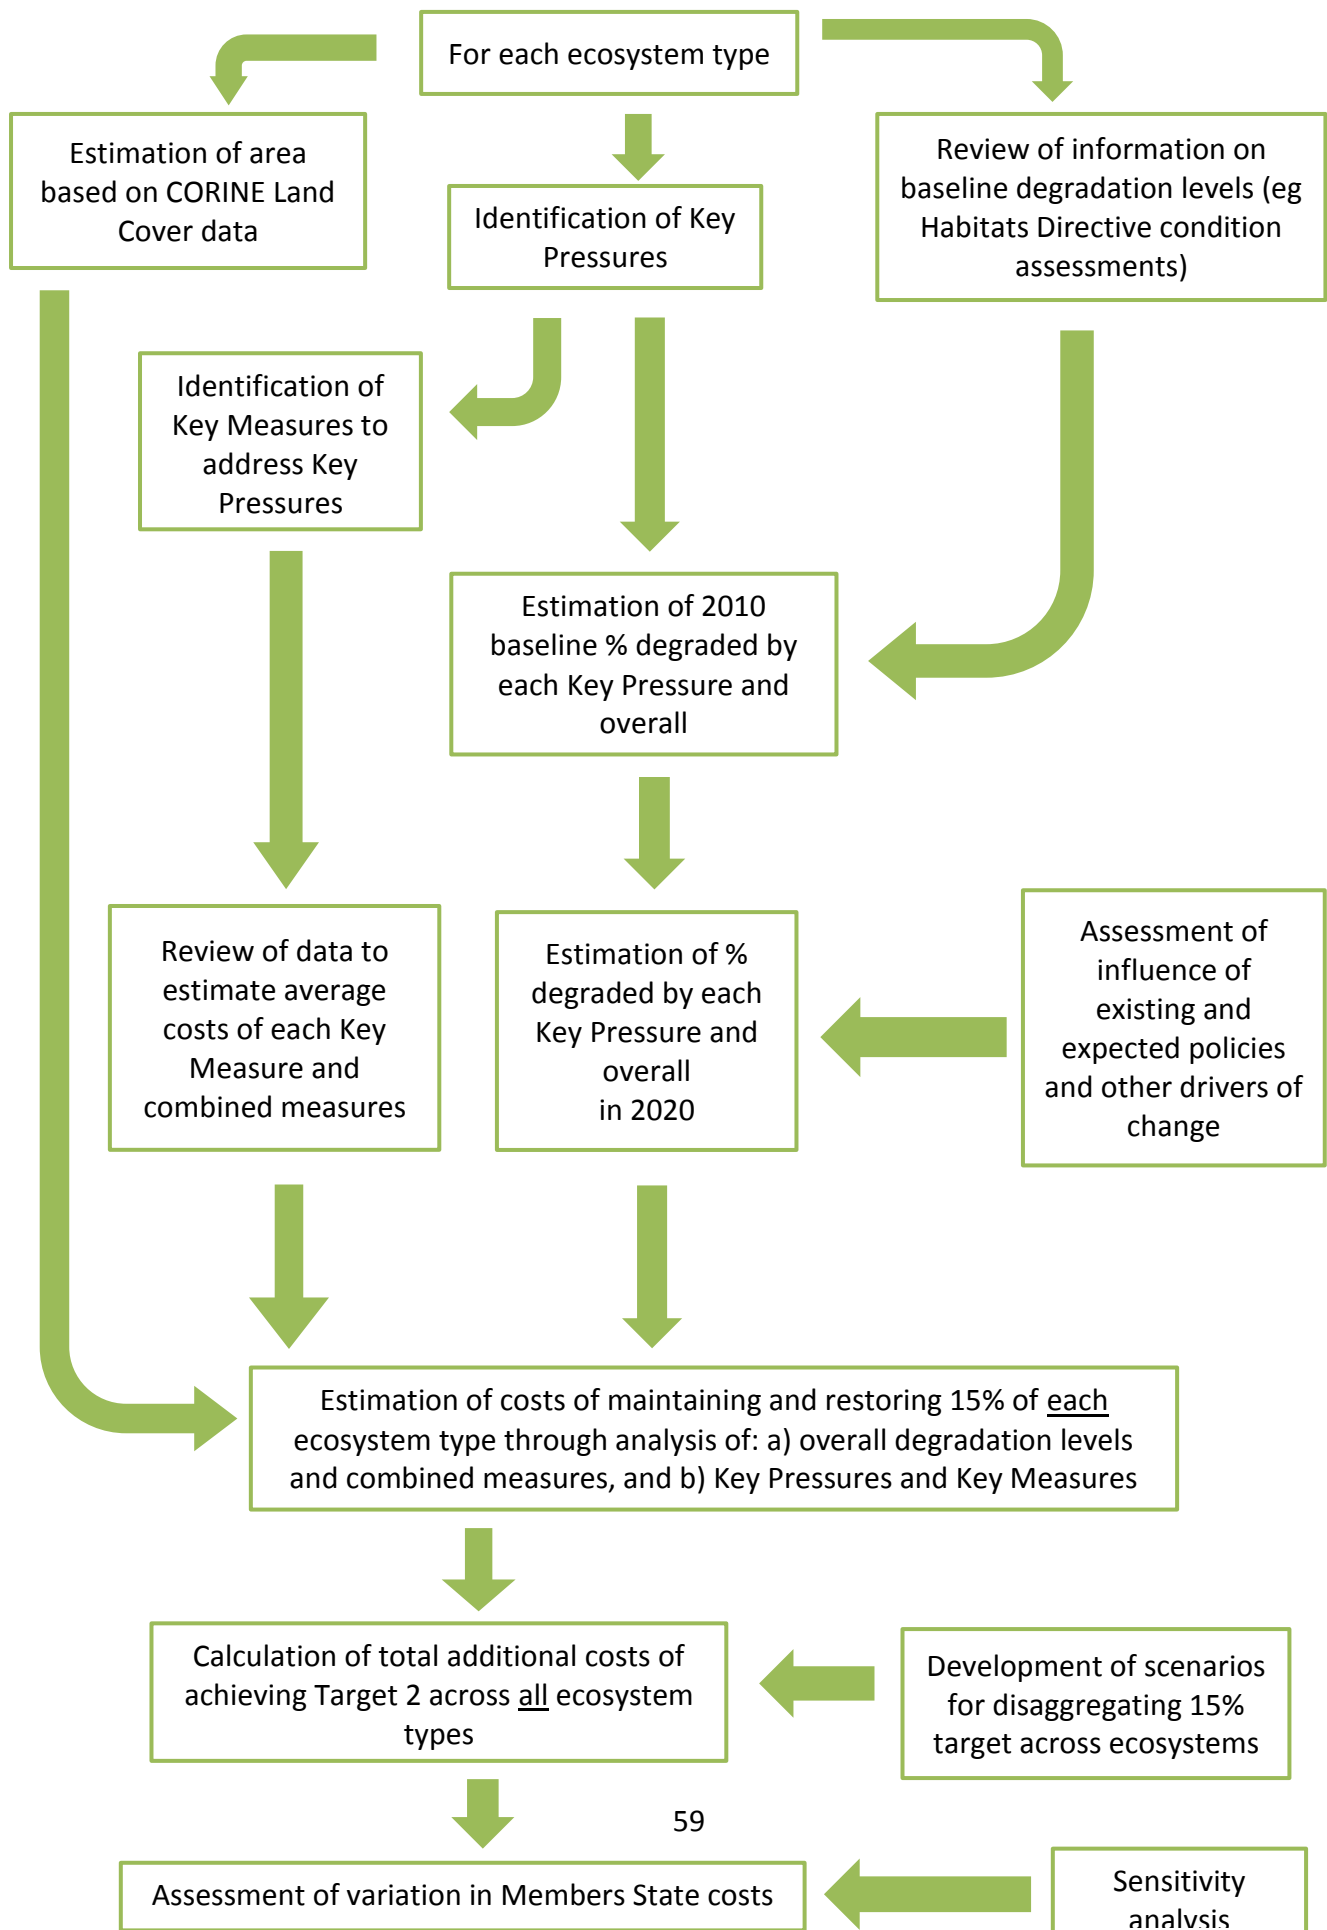 For each ecosystem type
Estimation of area
based on CORINE Land
Cover data
Identification of Key
Pressures
Review of information on
baseline degradation levels (eg
Habitats Directive condition
assessments)
Identification of
Key Measures to
address Key
Pressures
Estimation of 2010
baseline % degraded by
each Key Pressure and
overall
Review of data to
estimate average
costs of each Key
Measure and
combined measures
Estimation of %
degraded by each
Key Pressure and
overall
in 2020
Assessment of
influence of
existing and
expected policies
and other drivers of
change
Estimation of costs of maintaining and restoring 15% of each
ecosystem type through analysis of: a) overall degradation levels
and combined measures, and b) Key Pressures and Key Measures
Calculation of total additional costs of
achieving Target 2 across all ecosystem
types
Development of scenarios
for disaggregating 15%
target across ecosystems
59
Assessment of variation in Members State costs
Sensitivity
analysis